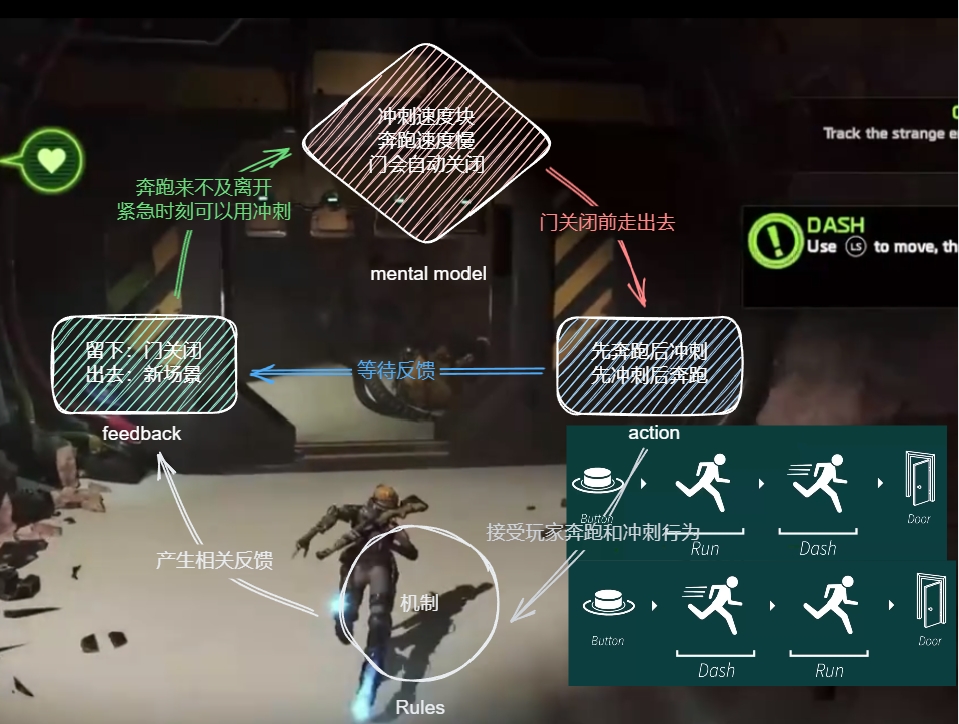 冲刺速度块
奔跑速度慢
门会自动关闭
Track the strange e
奔跑来不及离开
紧急时刻可以用冲刺
门关闭前走出去
DASH
Use LS to move, th
mental model
留下：门关闭
出去：新场景
等待反馈
先奔跑后冲刺
先冲刺后奔跑
feedback
action
Button
Door
接受玩家奔跑和冲刺行为
Run
Dash
产生相关反馈
机制
Button
Door
Dash
Run
Rules